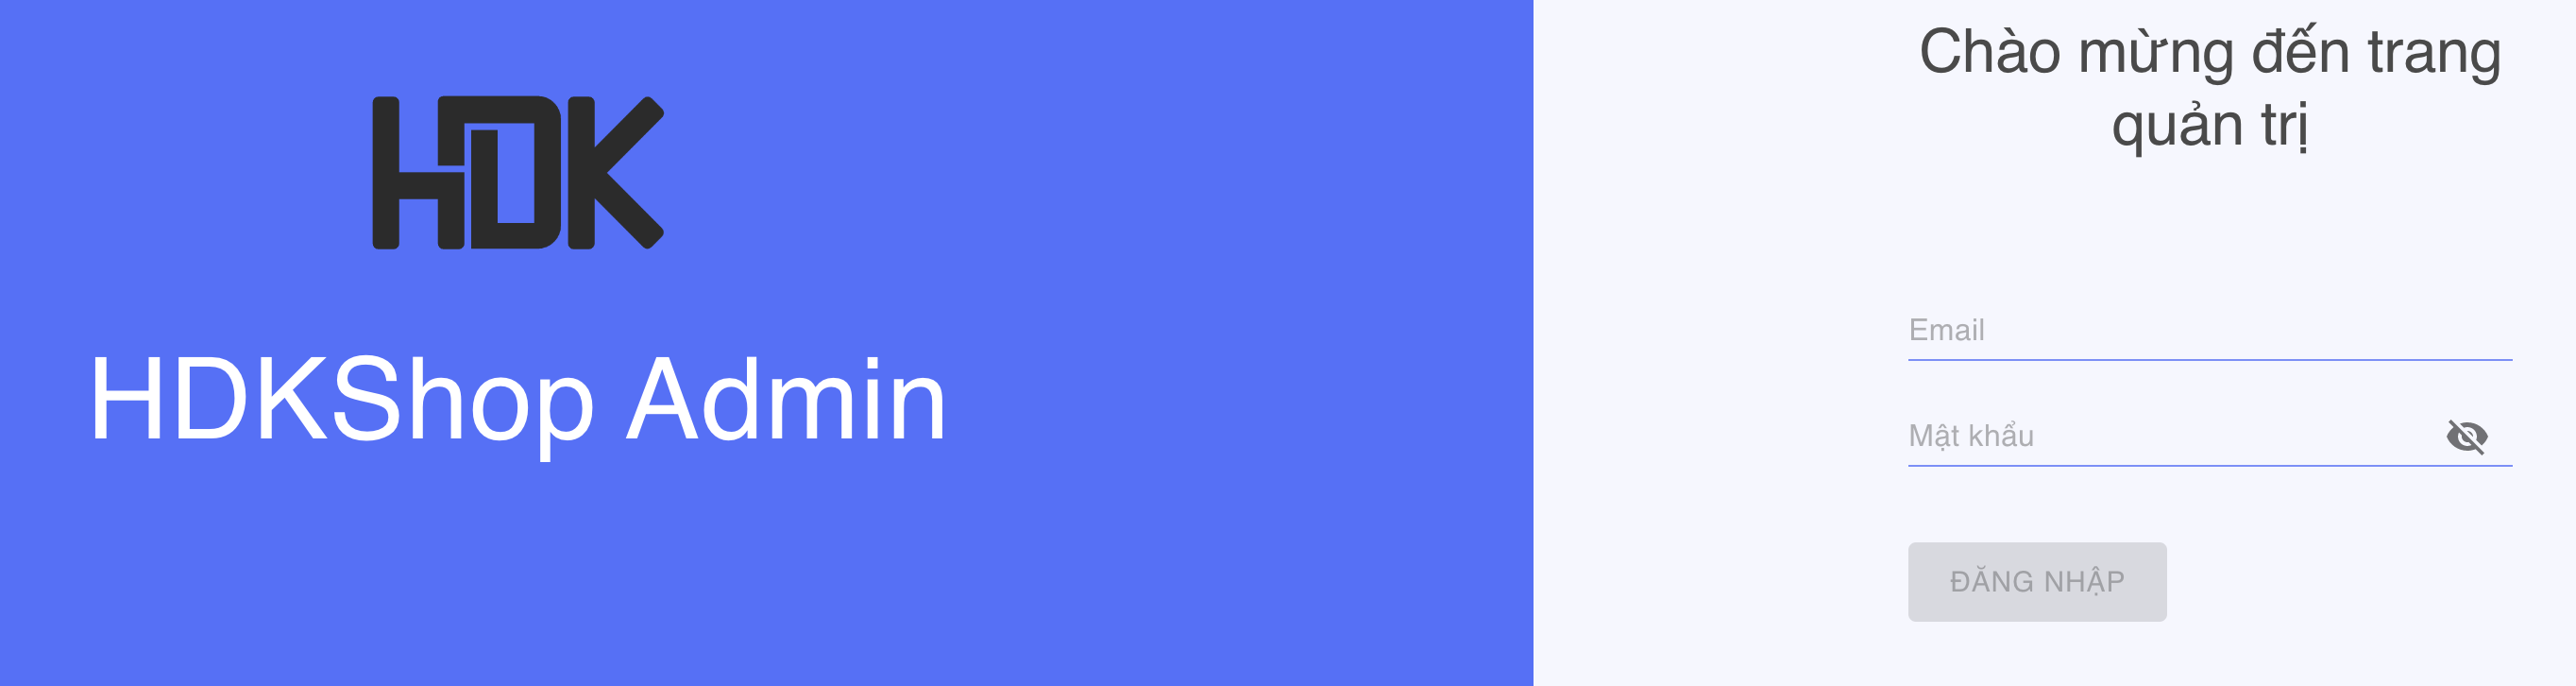 HDK
HDKShop Admin
Chào mừng đến trang
quản trị
Email
Mật khẩu
ĐĂNG NHẬP